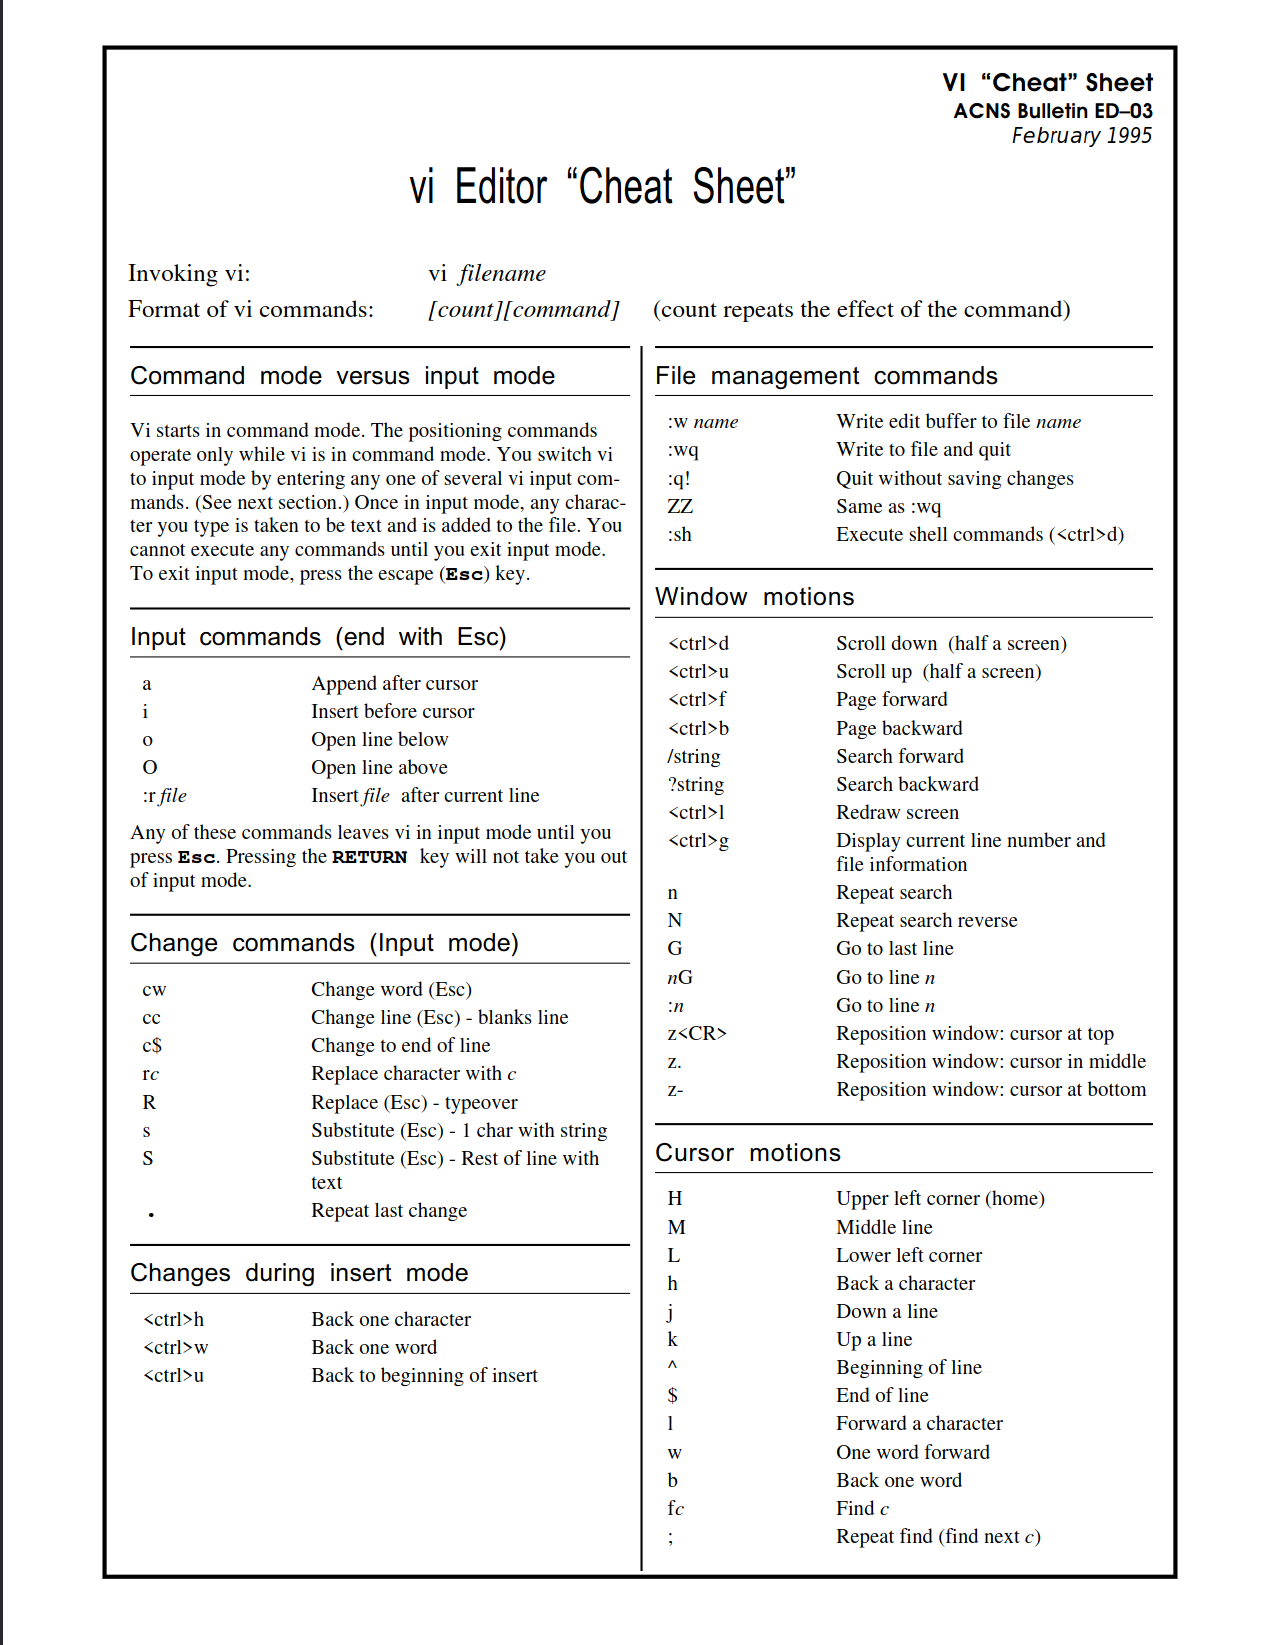 VI “Cheat” Sheet
ACNS Bulletin ED–03
February 1995
vi Editor “Cheat Sheet”
Invoking vi: vi filename
Format of vi commands: [count][command] (count repeats the effect of the command)
Command mode versus input mode
Vi starts in command mode. The positioning commands
operate only while vi is in command mode. You switch vi
to input mode by entering any one of several vi input com-
mands. (See next section.) Once in input mode, any charac-
ter you type is taken to be text and is added to the file. You
cannot execute any commands until you exit input mode.
To exit input mode, press the escape (Esc) key.
Input commands (end with Esc)
a Append after cursor
i Insert before cursor
o Open line below
O Open line above
:r file Insert file after current line
Any of these commands leaves vi in input mode until you
press Esc. Pressing the RETURN key will not take you out
of input mode.
Change commands (Input mode)
cw Change word (Esc)
cc Change line (Esc) - blanks line
c$ Change to end of line
rc Replace character with c
R Replace (Esc) - typeover
s Substitute (Esc) - 1 char with string
S Substitute (Esc) - Rest of line with
text
. Repeat last change
Changes during insert mode
<ctrl>h Back one character
<ctrl>w Back one word
<ctrl>u Back to beginning of insert
File management commands
:w name Write edit buffer to file name
:wq Write to file and quit
:q! Quit without saving changes
ZZ Same as :wq
:sh Execute shell commands (<ctrl>d)
Window motions
<ctrl>d Scroll down (half a screen)
<ctrl>u Scroll up (half a screen)
<ctrl>f Page forward
<ctrl>b Page backward
/string Search forward
?string Search backward
<ctrl>l Redraw screen
<ctrl>g Display current line number and
file information
n Repeat search
N Repeat search reverse
G Go to last line
nG Go to line n
:n Go to line n
z<CR> Reposition window: cursor at top
z. Reposition window: cursor in middle
z- Reposition window: cursor at bottom
Cursor motions
H Upper left corner (home)
M Middle line
L Lower left corner
h Back a character
j Down a line
k Up a line
^ Beginning of line
$ End of line
l Forward a character
w One word forward
b Back one word
fc Find c
; Repeat find (find next c)